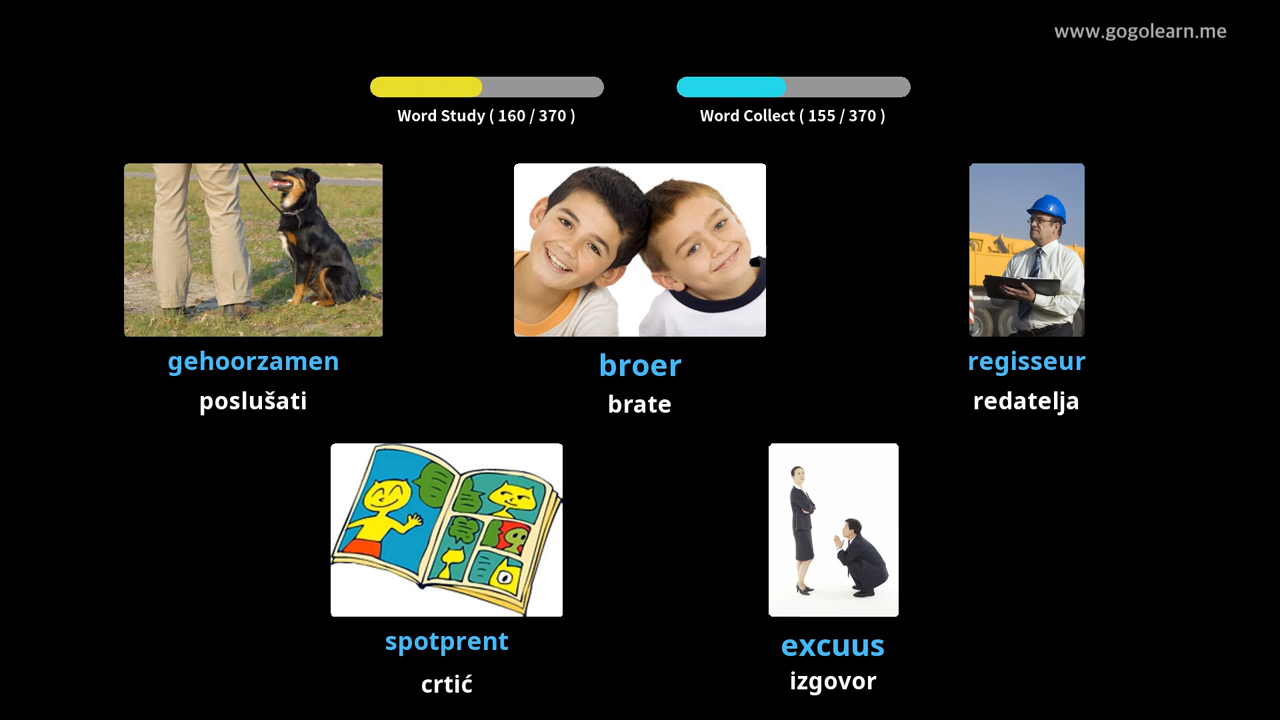 www.gogolearn.me
Word Study ( 160 / 370 )
Word Collect ( 155 / 370 )
gehoorzamen
poslušati
broer
brate
regisseur
redatelja
spotprent
crtić
excuus
izgovor